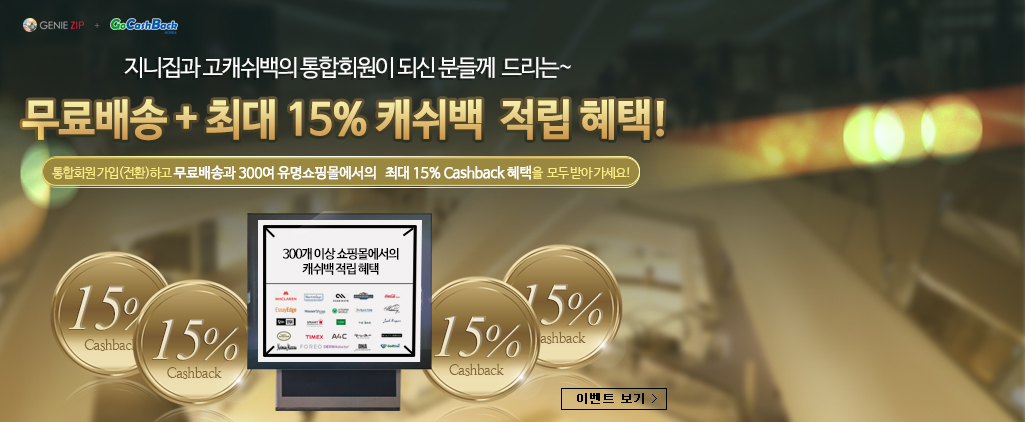 GENIE ZIP + GoCashBack
지니집과 고캐쉬백의 통합회원이 되신 분들께 드리는~
무료배송 + 최대 15% 캐쉬백 적립 혜택!
통합회원가입(전환)하고 무료배송과 300여 유명쇼핑몰에서의 최대 15% Cashback 혜택을 모두 받아가세요!
300개 이상 쇼핑몰에서의
캐쉬백 적립 혜택
MACLAREN
TIMEX
FOREO
15%
Cashback
15%
Cashback
15%
Cashback
15%
ashback
이벤트 보기 >